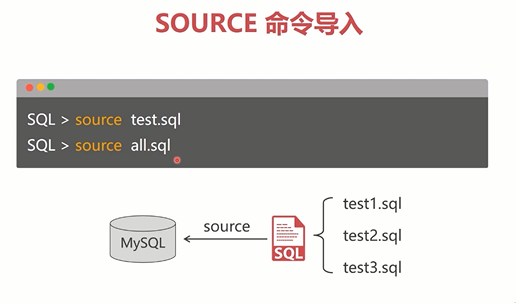 SOURCE 命令导入
SQL > source test.sql
SQL > source all.sql
source
MySQL
SQL
test1.sql
test2.sql
test3.sql